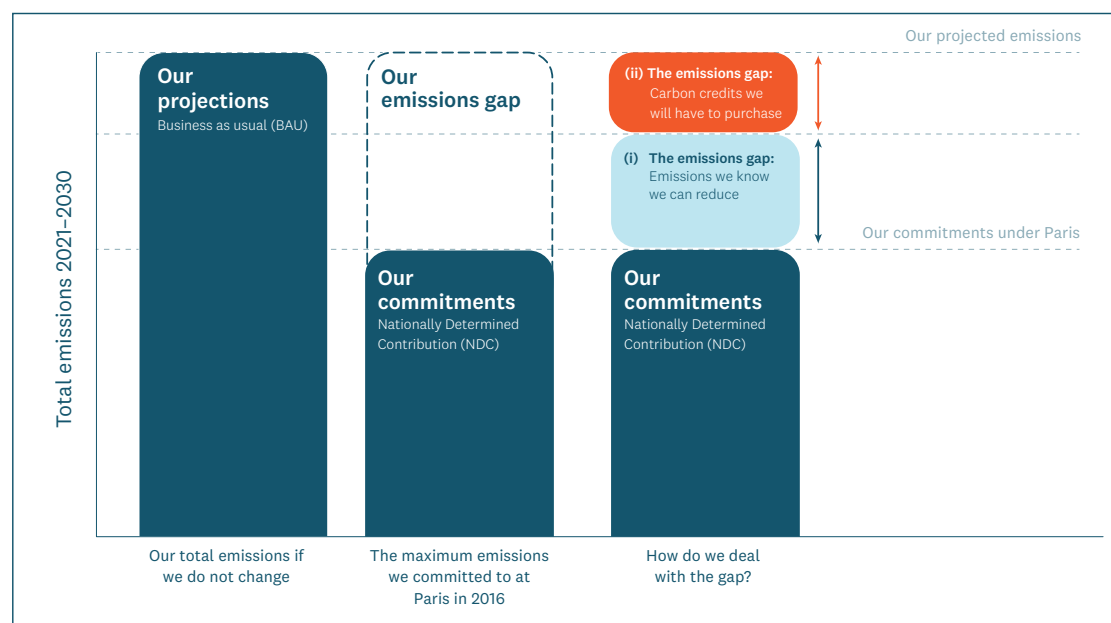 Our projected emissions
Our
projections
Business as usual (BAU)
Our
emissions gap
(ii) The emissions gap:
Carbon credits we
will have to purchase
(i) The emissions gap:
Emissions we know
we can reduce
Our commitments under Paris
Our
commitments
Nationally Determined
Contribution (NDC)
Our
commitments
Nationally Determined
Contribution (NDC)
Total emissions 2021–2030
Our total emissions if
we do not change
The maximum emissions
we committed to at
Paris in 2016
How do we deal
with the gap?